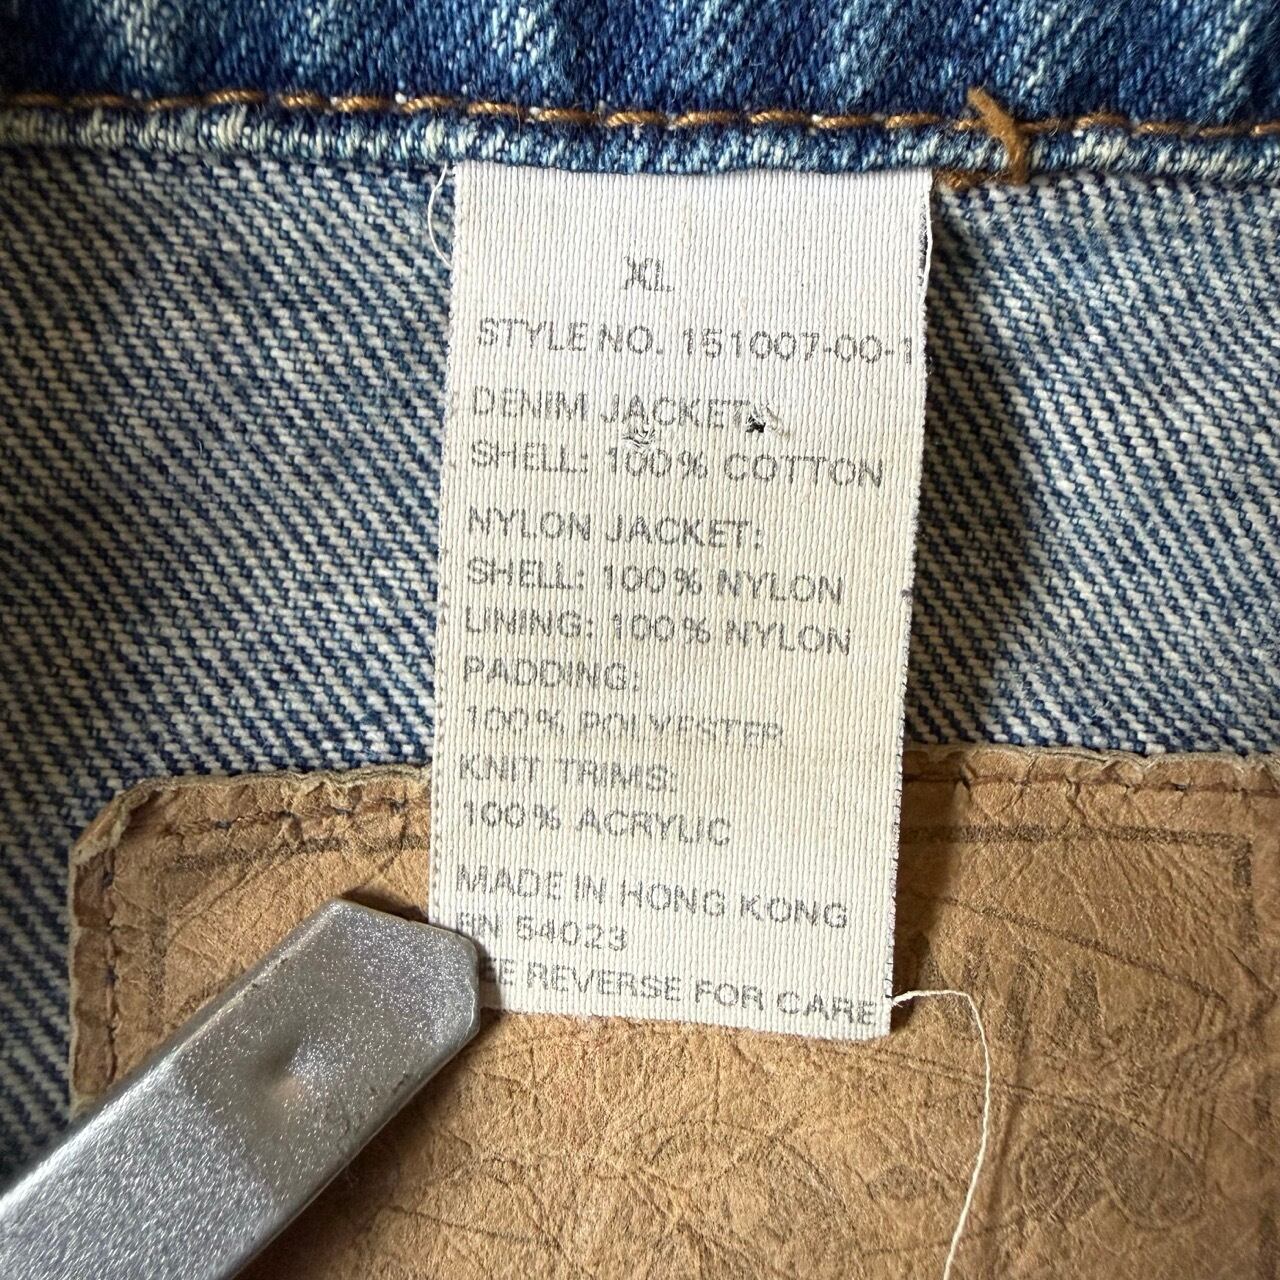 XL
STYLE NO. 151007-00-1
DENIM JACKET
SHELL: 100% COTTON
NYLON JACKET:
SHELL: 100% NYLON
LINING: 100% NYLON
PADDING:
100% POLYESTER
KNIT TRIMS:
100% ACRYLIC
MADE IN HONG KONG
RN 54023
EE REVERSE FOR CARE